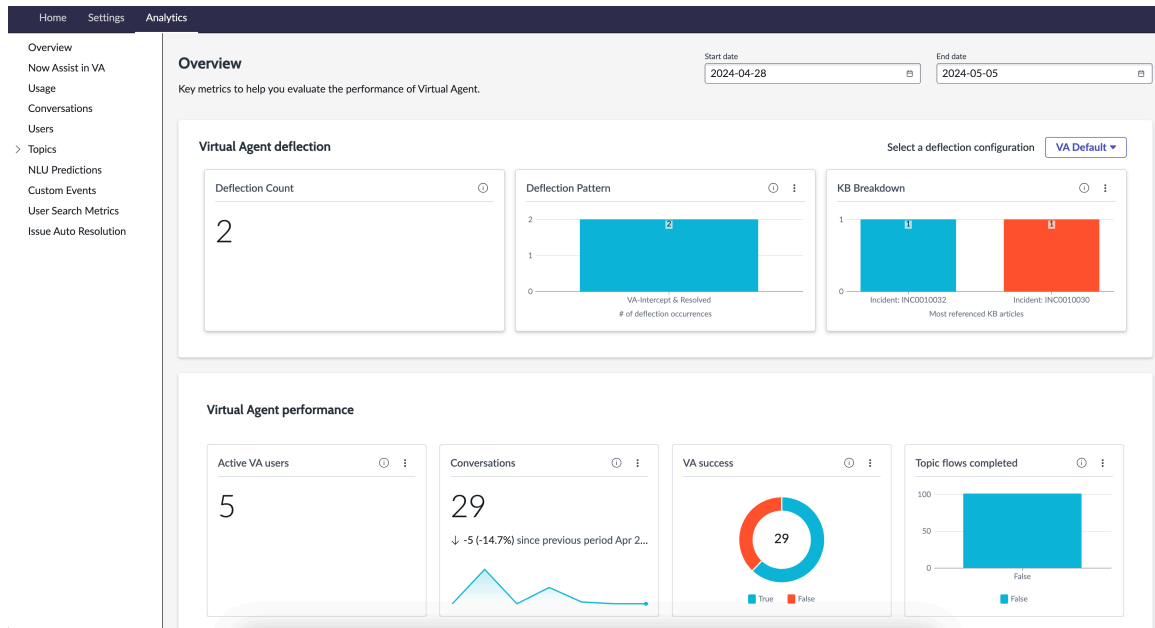 Home Settings Analytics
Overview
Now Assist in VA
Usage
Conversations
Users
Topics
NLU Predictions
Custom Events
User Search Metrics
Issue Auto Resolution
Overview
Key metrics to help you evaluate the performance of Virtual Agent.
Start date
2024-04-28
End date
2024-05-05
Virtual Agent deflection
Select a deflection configuration
VA Default
Deflection Count
2
Deflection Pattern
2
1
0
2
VA-Intercept & Resolved
# of deflection occurrences
KB Breakdown
1
0
1
1
Incident: INC0010032
Incident: INC0010030
Most referenced KB articles
Virtual Agent performance
Active VA users
5
Conversations
29
-5 (-14.7%) since previous period Apr 2...
VA success
29
True False
Topic flows completed
100
50
0
False
False